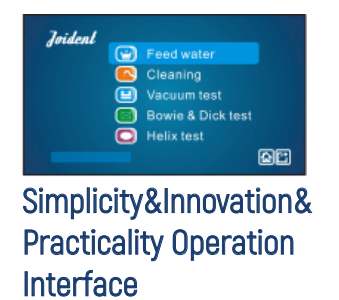 Joident
Feed water
Cleaning
Vacuum test
Bowie & Dick test
Helix test
Simplicity&Innovation&
Practicality Operation
Interface